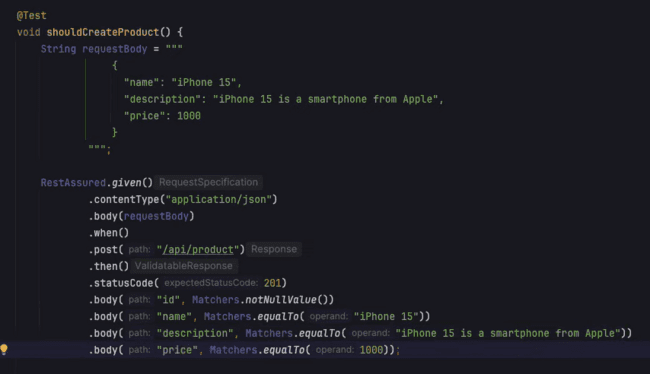 @Test
void shouldCreateProduct() {
String requestBody = """
{
"name": "iPhone 15",
"description": "iPhone 15 is a smartphone from Apple",
"price": 1000
}
""";
RestAssured.given() RequestSpecification
.contentType("application/json")
.body(requestBody)
.when()
.post( path: "/api/product") Response
.then() ValidatableResponse
.statusCode( expectedStatusCode: 201)
.body( path: "id", Matchers.notNullValue())
.body( path: "name", Matchers.equalTo( operand: "iPhone 15"))
.body( path: "description", Matchers.equalTo( operand: "iPhone 15 is a smartphone from Apple"))
.body( path: "price", Matchers.equalTo( operand: 1000));